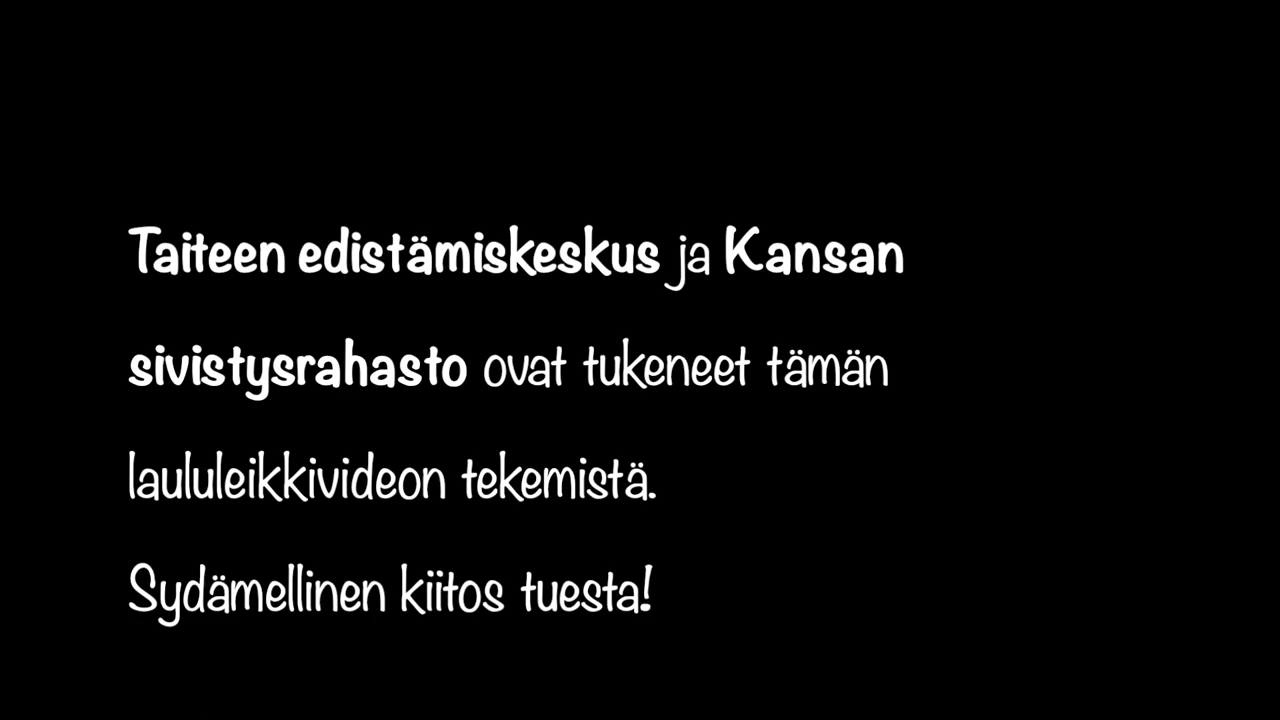 Taiteen edistämiskeskus ja Kansan
sivistysrahasto ovat tukeneet tämän
laululeikkivideon tekemistä.
Sydämellinen kiitos tuesta!